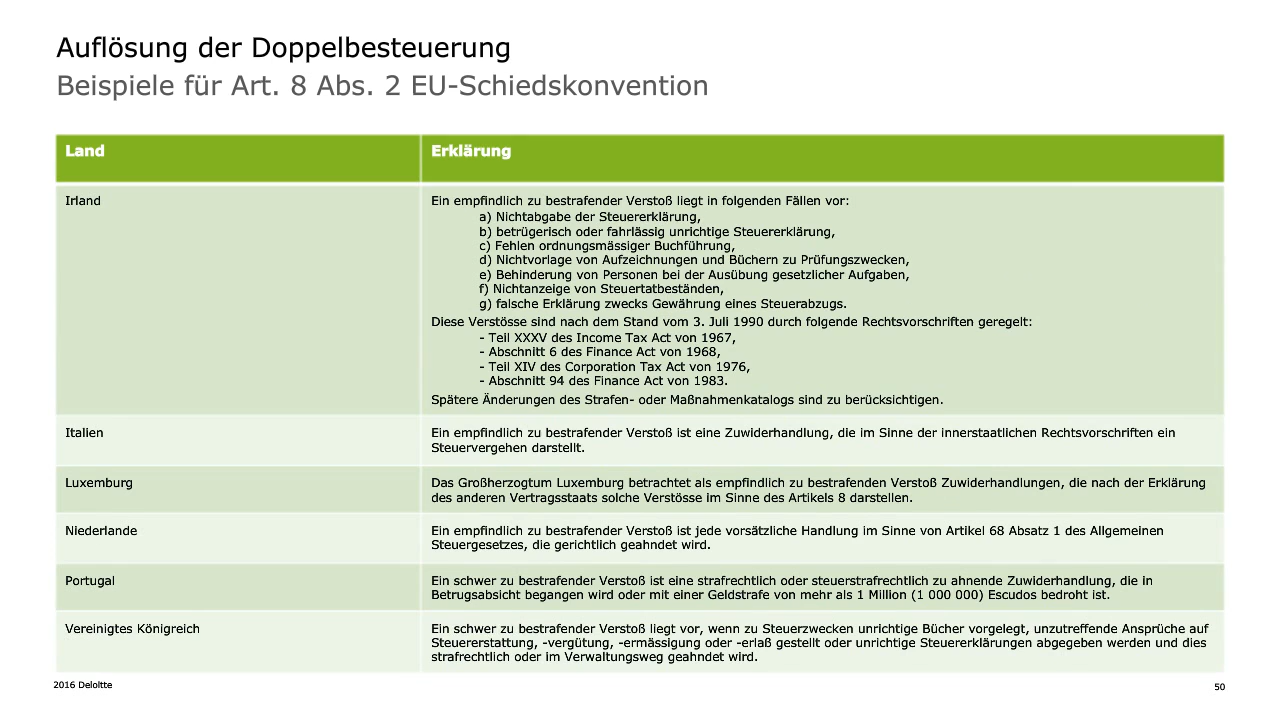 Auflösung der Doppelbesteuerung
Beispiele für Art. 8 Abs. 2 EU-Schiedskonvention
Land
Erklärung
Irland
Ein empfindlich zu bestrafender Verstoß liegt in folgenden Fällen vor:
a) Nichtabgabe der Steuererklärung,
b) betrügerisch oder fahrlässig unrichtige Steuererklärung,
c) Fehlen ordnungsmässiger Buchführung,
d) Nichtvorlage von Aufzeichnungen und Büchern zu Prüfungszwecken,
e) Behinderung von Personen bei der Ausübung gesetzlicher Aufgaben,
f) Nichtanzeige von Steuertatbeständen,
g) falsche Erklärung zwecks Gewährung eines Steuerabzugs.
Diese Verstösse sind nach dem Stand vom 3. Juli 1990 durch folgende Rechtsvorschriften geregelt:
- Teil XXXV des Income Tax Act von 1967,
- Abschnitt 6 des Finance Act von 1968,
- Teil XIV des Corporation Tax Act von 1976,
- Abschnitt 94 des Finance Act von 1983.
Spätere Änderungen des Strafen- oder Maßnahmenkatalogs sind zu berücksichtigen.
Italien
Ein empfindlich zu bestrafender Verstoß ist eine Zuwiderhandlung, die im Sinne der innerstaatlichen Rechtsvorschriften ein
Steuervergehen darstellt.
Luxemburg
Das Großherzogtum Luxemburg betrachtet als empfindlich zu bestrafenden Verstoß Zuwiderhandlungen, die nach der Erklärung
des anderen Vertragsstaats solche Verstösse im Sinne des Artikels 8 darstellen.
Niederlande
Ein empfindlich zu bestrafender Verstoß ist jede vorsätzliche Handlung im Sinne von Artikel 68 Absatz 1 des Allgemeinen
Steuergesetzes, die gerichtlich geahndet wird.
Portugal
Ein schwer zu bestrafender Verstoß ist eine strafrechtlich oder steuerstrafrechtlich zu ahnende Zuwiderhandlung, die in
Betrugsabsicht begangen wird oder mit einer Geldstrafe von mehr als 1 Million (1 000 000) Escudos bedroht ist.
Vereinigtes Königreich
Ein schwer zu bestrafender Verstoß liegt vor, wenn zu Steuerzwecken unrichtige Bücher vorgelegt, unzutreffende Ansprüche auf
Steuererstattung, -vergütung, -ermässigung oder -erlaß gestellt oder unrichtige Steuererklärungen abgegeben werden und dies
strafrechtlich oder im Verwaltungsweg geahndet wird.
2016 Deloitte
50